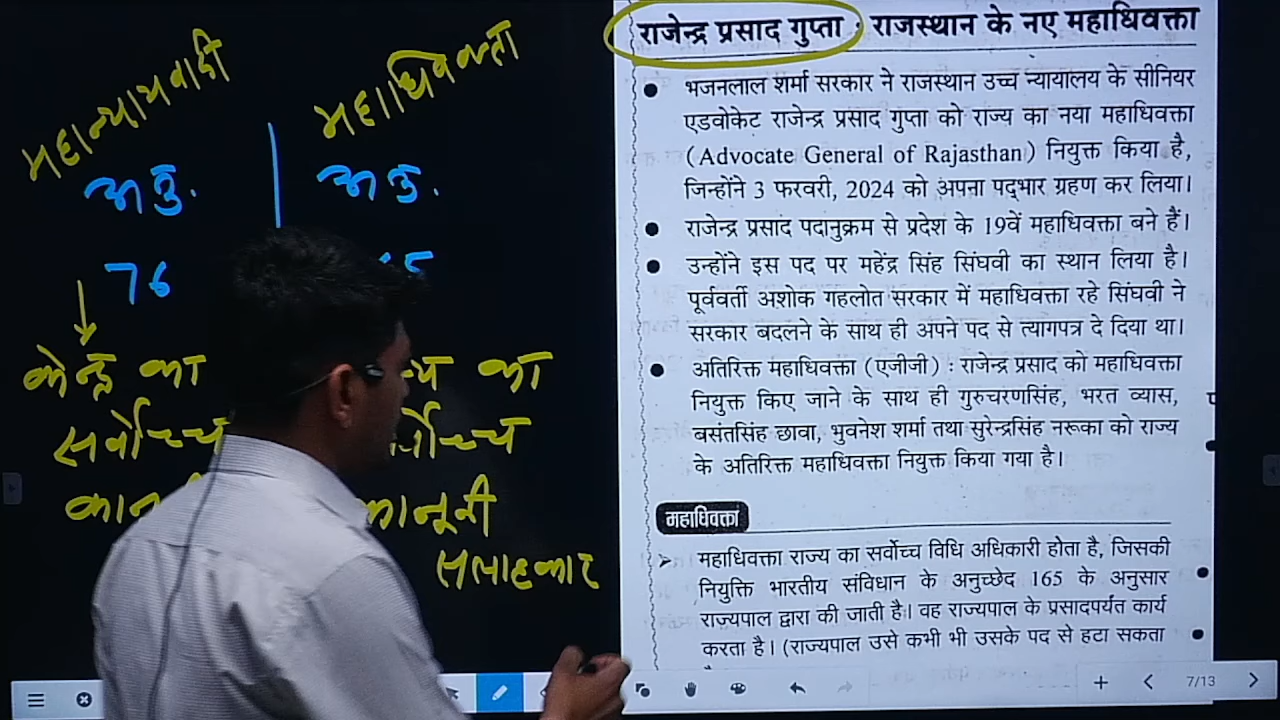 महान्यायवादी
महाधिवक्ता
अनु.
अनु.
76
केन्द्र का
का
सर्वोच्च
कानूनी
सलाहकार
राजेन्द्र प्रसाद गुप्ता : राजस्थान के नए महाधिवक्ता
● भजनलाल शर्मा सरकार ने राजस्थान उच्च न्यायालय के सीनियर
एडवोकेट राजेन्द्र प्रसाद गुप्ता को राज्य का नया महाधिवक्ता
(Advocate General of Rajasthan) नियुक्त किया है,
जिन्होंने 3 फरवरी, 2024 को अपना पद्भार ग्रहण कर लिया।
● राजेन्द्र प्रसाद पदानुक्रम से प्रदेश के 19वें महाधिवक्ता बने हैं।
● उन्होंने इस पद पर महेंद्र सिंह सिंघवी का स्थान लिया है।
पूर्ववर्ती अशोक गहलोत सरकार में महाधिवक्ता रहे सिंघवी ने
सरकार बदलने के साथ ही अपने पद से त्यागपत्र दे दिया था।
● अतिरिक्त महाधिवक्ता (एजीजी) : राजेन्द्र प्रसाद को महाधिवक्ता
नियुक्त किए जाने के साथ ही गुरुचरणसिंह, भरत व्यास,
बसंतसिंह छावा, भुवनेश शर्मा तथा सुरेन्द्रसिंह नरूका को राज्य
के अतिरिक्त महाधिवक्ता नियुक्त किया गया है।
महाधिवक्ता
➢ महाधिवक्ता राज्य का सर्वोच्च विधि अधिकारी होता है, जिसकी
नियुक्ति भारतीय संविधान के अनुच्छेद 165 के अनुसार
राज्यपाल द्वारा की जाती है। वह राज्यपाल के प्रसादपर्यंत कार्य
करता है। (राज्यपाल उसे कभी भी उसके पद से हटा सकता
7/13